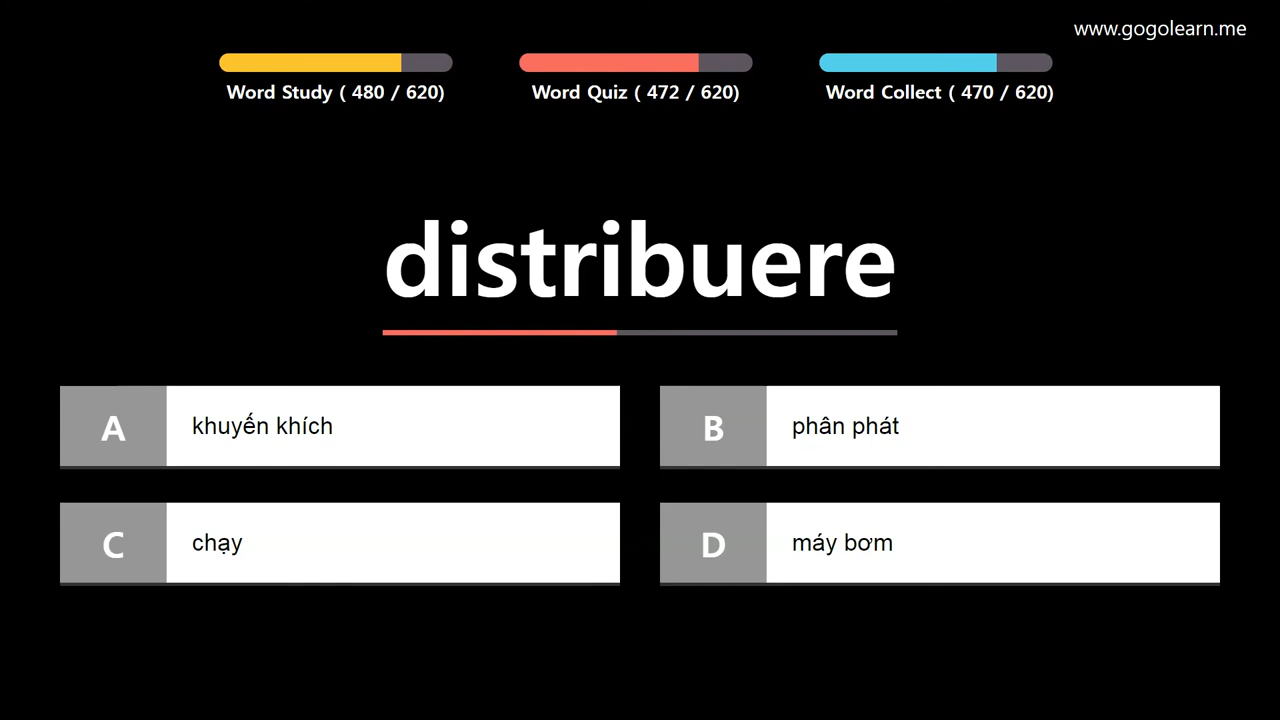 www.gogolearn.me
Word Study ( 480 / 620)
Word Quiz ( 472 / 620)
Word Collect ( 470 / 620)
distribuere
A khuyến khích
B phân phát
C chạy
D máy bơm